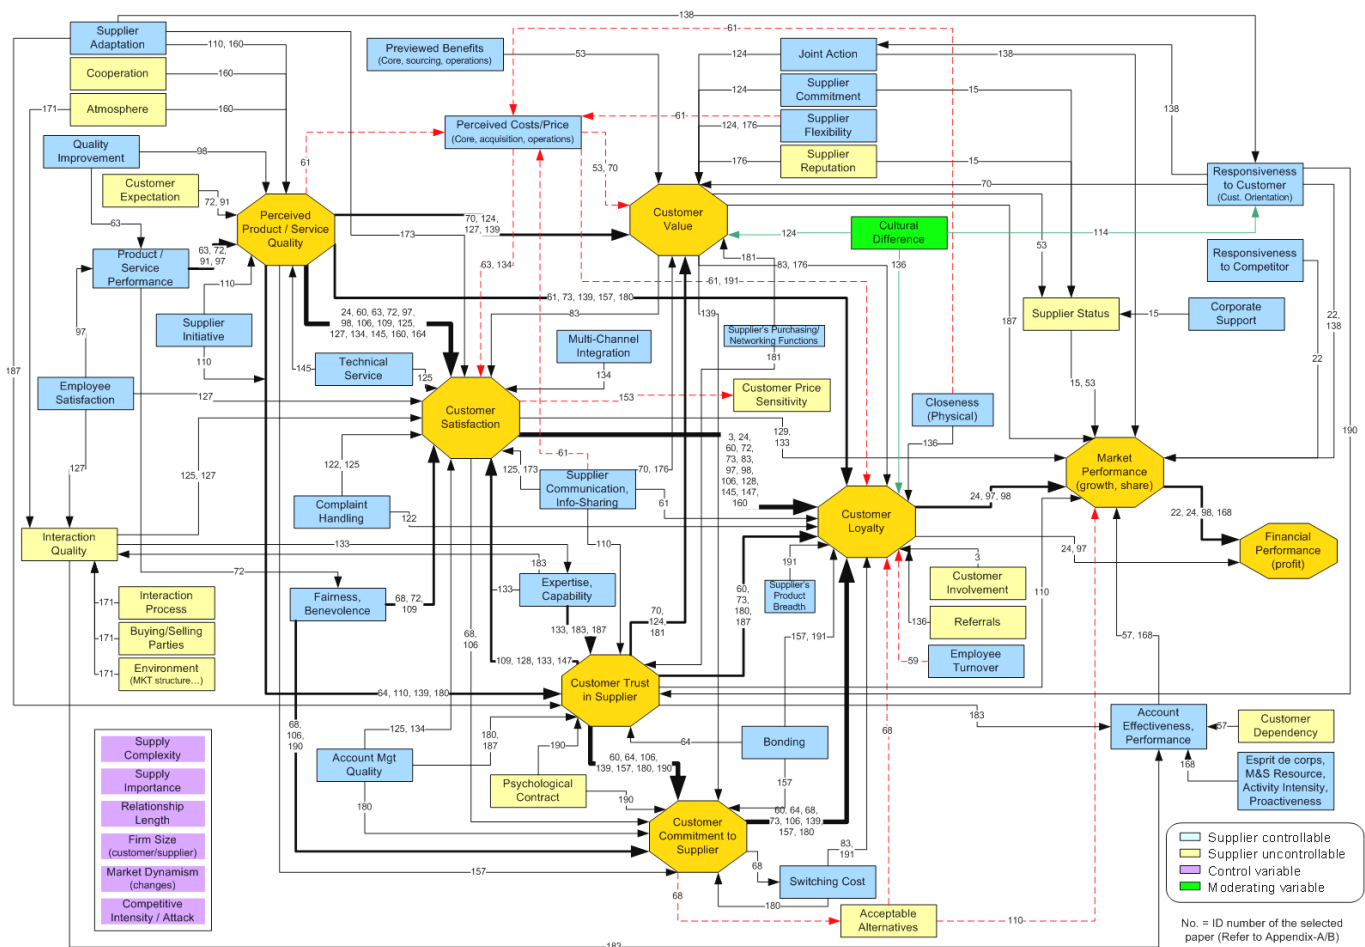 138
Supplier
Adaptation
110, 160
Cooperation
160
Atmosphere
171
160
Previewed Benefits
(Core, sourcing, operations)
53
61
124
Joint Action
138
Supplier
Commitment
124
15
138
Supplier
Flexibility
61
124, 176
Perceived Costs/Price
(Core, acquisition, operations)
Supplier
Reputation
176
15
Quality
Improvement
98
61
53, 70
Customer
Expectation
72, 91
Responsiveness
to Customer
(Cust. Orientation)
70
190
Perceived
Product / Service
Quality
Customer
Value
70, 124,
127, 139
63
173
Cultural
Difference
124
114
53
Product /
Service
Performance
63, 72,
91, 97
63, 134
181
83, 176
136
Responsiveness
to Competitor
110
61, 191
61, 73, 139, 157, 180
139
24, 60, 63, 72, 97,
98, 106, 109, 125,
127, 134, 145, 160, 164
83
Supplier
Initiative
97
110
Supplier's Purchasing/
Networking Functions
181
Supplier Status
15
Corporate
Support
187
22,
138
22
Multi-Channel
Integration
134
145
Technical
Service
125
187
Employee
Satisfaction
127
15, 53
Customer
Satisfaction
153
Customer Price
Sensitivity
Closeness
(Physical)
136
190
129,
133
3, 24,
60, 72,
73, 83,
97, 98,
106, 128,
145, 147,
160
127
125, 127
122, 125
61
125, 173
70, 176
Supplier
Communication,
Info-Sharing
61
Market
Performance
(growth, share)
24, 97, 98
22, 24, 98, 168
Complaint
Handling
122
Customer
Loyalty
Interaction
Quality
133
183
110
24, 97
Financial
Performance
(profit)
72
191
3
Fairness,
Benevolence
68, 72,
109
133
Expertise,
Capability
Supplier's
Product
Breadth
Customer
Involvement
110
171
Interaction
Process
60,
73,
180,
187
136
Referrals
70,
124,
181
171
Buying/Selling
Parties
133, 183, 187
157, 191
57, 168
68,
106
59
Employee
Turnover
171
Environment
(MKT structure…)
109, 128, 133, 147
Customer Trust
in Supplier
64, 110, 139, 180
183
Account
Effectiveness,
Performance
57
Customer
Dependency
68,
106,
190
125, 134
180,
187
190
64
Bonding
68
Supply
Complexity
Account Mgt
Quality
60, 64, 106,
139, 157, 180, 190
168
Esprit de corps,
M&S Resource,
Activity Intensity,
Proactiveness
Supply
Importance
180
Psychological
Contract
190
157
Relationship
Length
Customer
Commitment to
Supplier
60, 64, 68,
73, 106, 139,
157, 180
Firm Size
(customer/supplier)
83,
191
Supplier controllable
Supplier uncontrollable
Control variable
Moderating variable
Market Dynamism
(changes)
157
68
Switching Cost
68
180
Competitive
Intensity / Attack
Acceptable
Alternatives
110
No. = ID number of the selected
paper (Refer to Appendix-A/B)
183